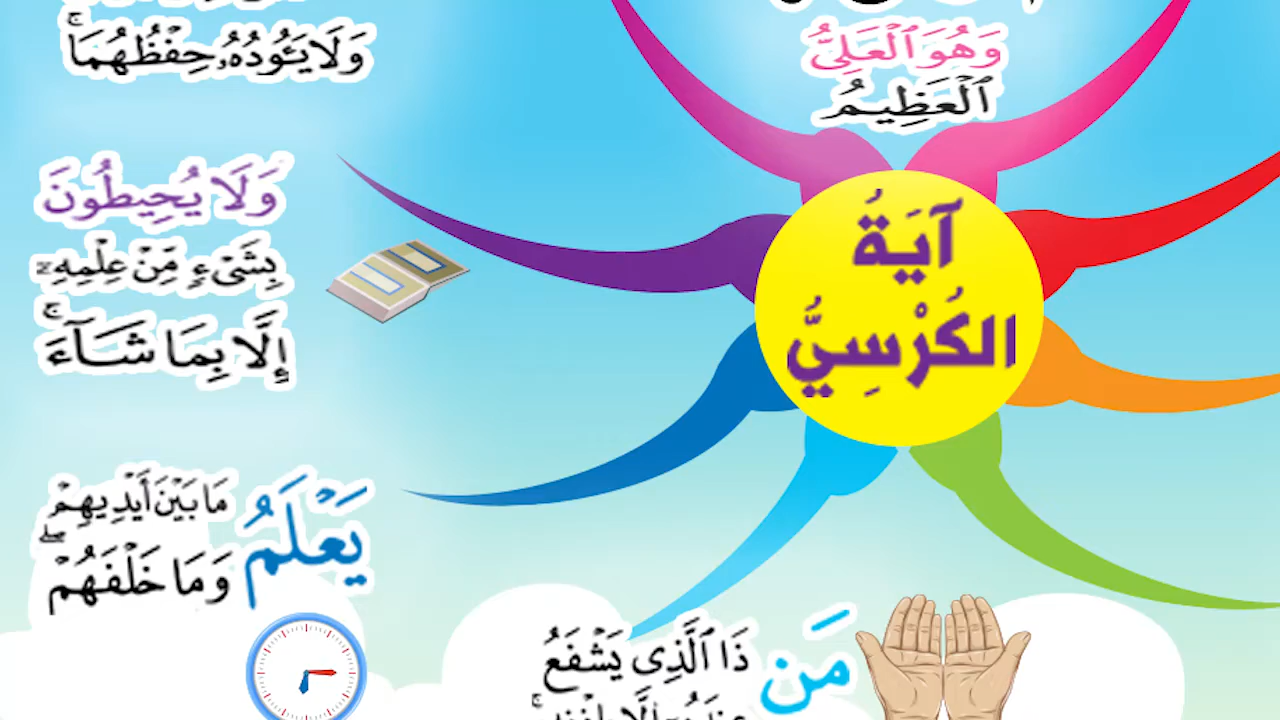 وَلَا يَـُٔودُهُۥ حِفْظُهُمَا ۚ
وَهُوَ ٱلْعَلِىُّ
ٱلْعَظِيمُ
آيَةُ
الكُرْسِيُّ
وَلَا يُحِيطُونَ
بِشَىْءٍ مِّنْ عِلْمِهِۦٓ
إِلَّا بِمَا شَآءَ ۚ
يَعْلَمُ مَا بَيْنَ أَيْدِيهِمْ
وَمَا خَلْفَهُمْ ۖ
مَن ذَا ٱلَّذِى يَشْفَعُ